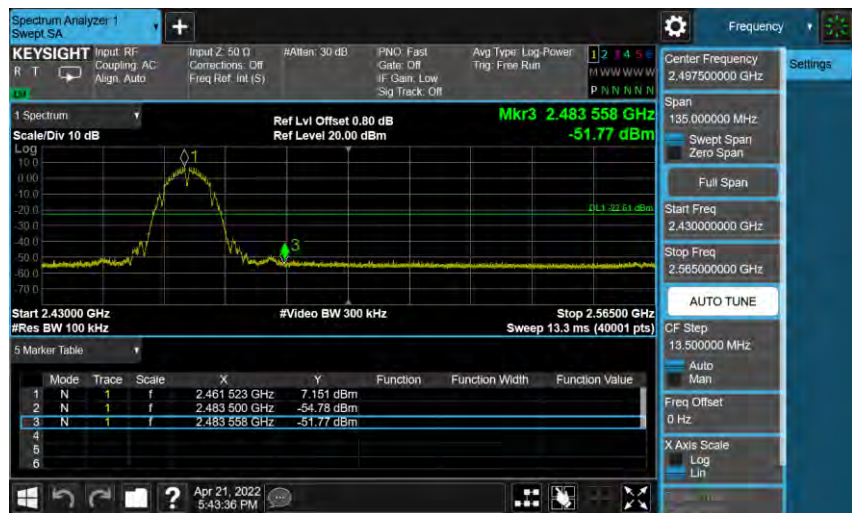 Spectrum Analyzer 1
Swept SA
+
Frequency
KEYSIGHT
R T
Input: RF
Coupling: AC
Align: Auto
Input Z: 50 Ω
Corrections: Off
Freq Ref: Int (S)
#Atten: 30 dB
PNO: Fast
Gate: Off
IF Gain: Low
Sig Track: Off
Avg Type: Log-Power
Trig: Free Run
1 2 3 4 5 6
M W W W W W
P N N N N N
1 Spectrum
Scale/Div 10 dB
Ref Lvl Offset 0.80 dB
Ref Level 20.00 dBm
Mkr3 2.483 558 GHz
-51.77 dBm
Log
10.0
0.00
-10.0
-20.0
-30.0
-40.0
-50.0
-60.0
-70.0
1
3
DL1 -22.61 dBm
Start 2.43000 GHz
#Res BW 100 kHz
#Video BW 300 kHz
Stop 2.56500 GHz
Sweep 13.3 ms (40001 pts)
5 Marker Table
Mode Trace Scale X Y Function Function Width Function Value
1 N 1 f 2.461 523 GHz 7.151 dBm
2 N 1 f 2.483 500 GHz -54.78 dBm
3 N 1 f 2.483 558 GHz -51.77 dBm
4
5
6
?
Apr 21, 2022
5:43:36 PM
Center Frequency
2.497500000 GHz
Span
135.000000 MHz
Swept Span
Zero Span
Full Span
Start Freq
2.430000000 GHz
Stop Freq
2.565000000 GHz
AUTO TUNE
CF Step
13.500000 MHz
Auto
Man
Freq Offset
0 Hz
X Axis Scale
Log
Lin
Settings